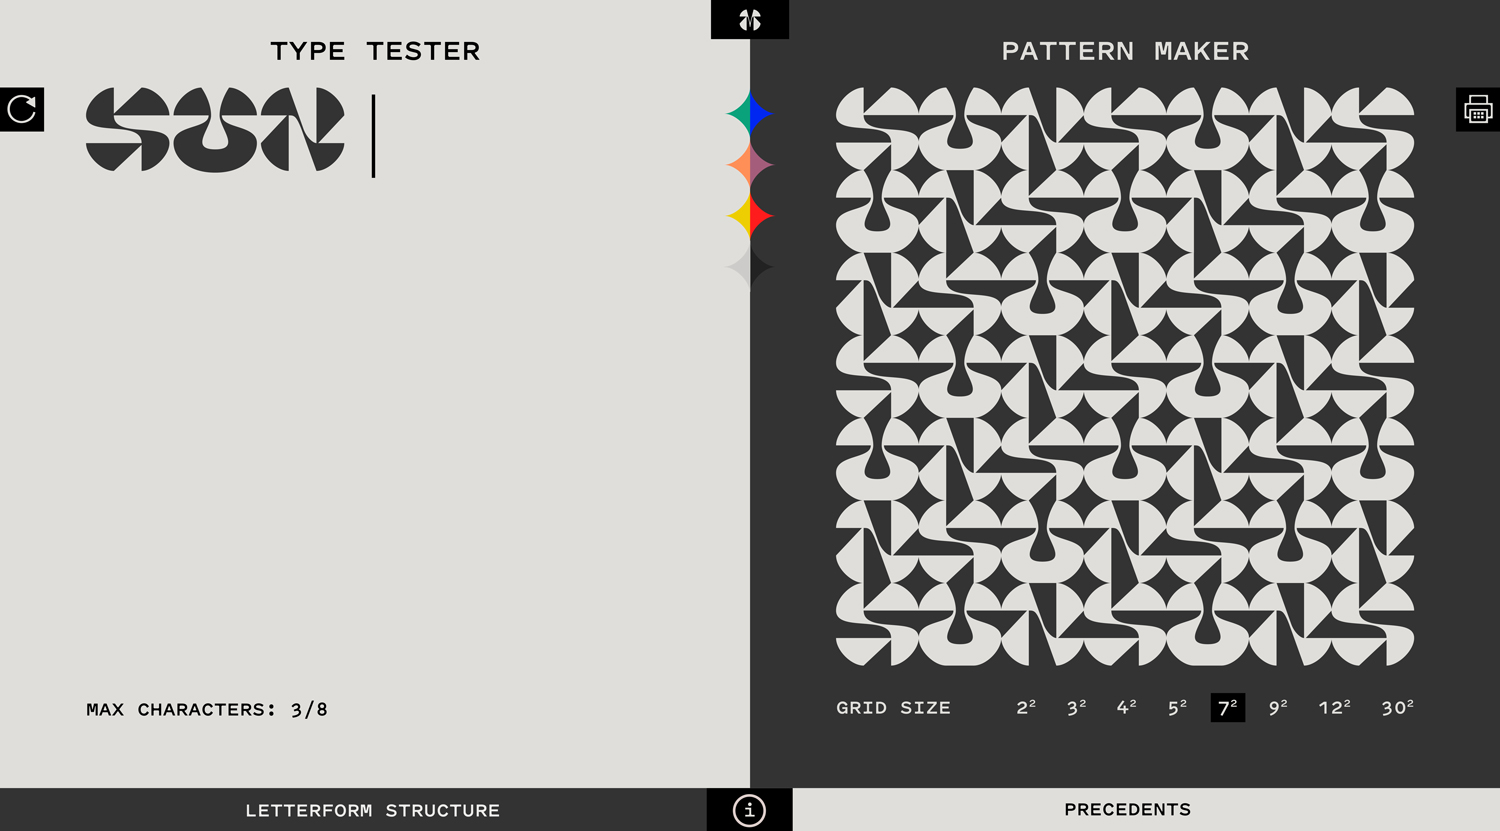 TYPE TESTER
SUN
MAX CHARACTERS: 3/8
LETTERFORM STRUCTURE
i
PATTERN MAKER
GRID SIZE 2² 3² 4² 5² 7² 9² 12² 30²
PRECEDENTS